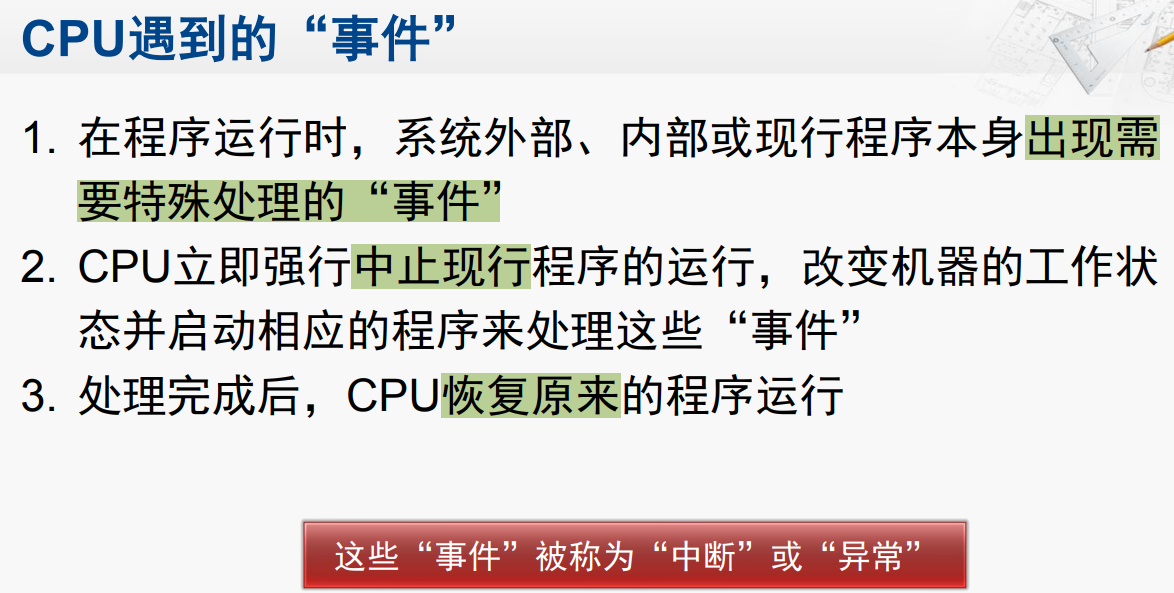 CPU遇到的“事件”
1. 在程序运行时，系统外部、内部或现行程序本身出现需
要特殊处理的“事件”
2. CPU立即强行中止现行程序的运行，改变机器的工作状
态并启动相应的程序来处理这些“事件”
3. 处理完成后，CPU恢复原来的程序运行
这些“事件”被称为“中断”或“异常”